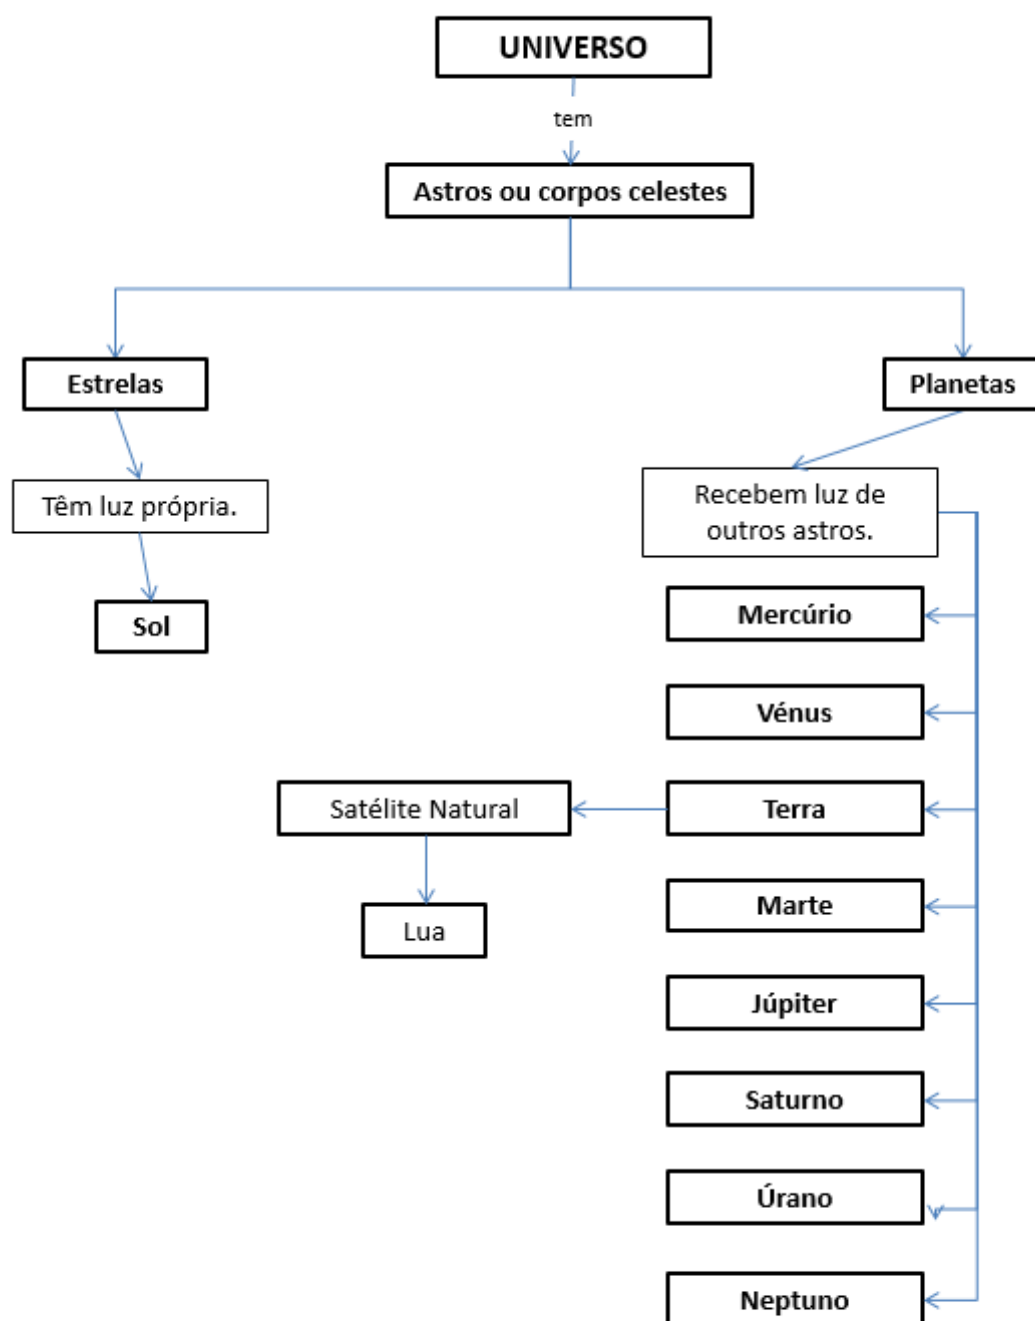 UNIVERSO
tem
Astros ou corpos celestes
Estrelas
Planetas
Têm luz própria.
Recebem luz de
outros astros.
Sol
Mercúrio
Vénus
Satélite Natural
Terra
Lua
Marte
Júpiter
Saturno
Úrano
Neptuno